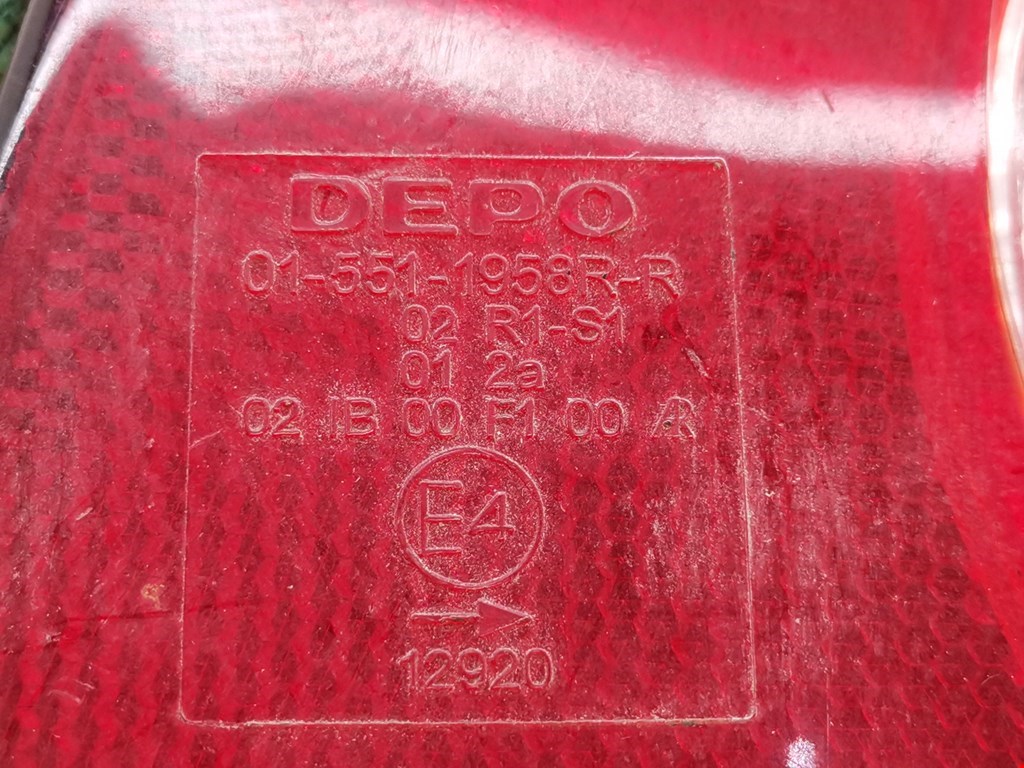 DEPO
01-551-1958R-R
02 R1-S1
01 2a
02 IB 00 F1 00 AR
E4
→
12920